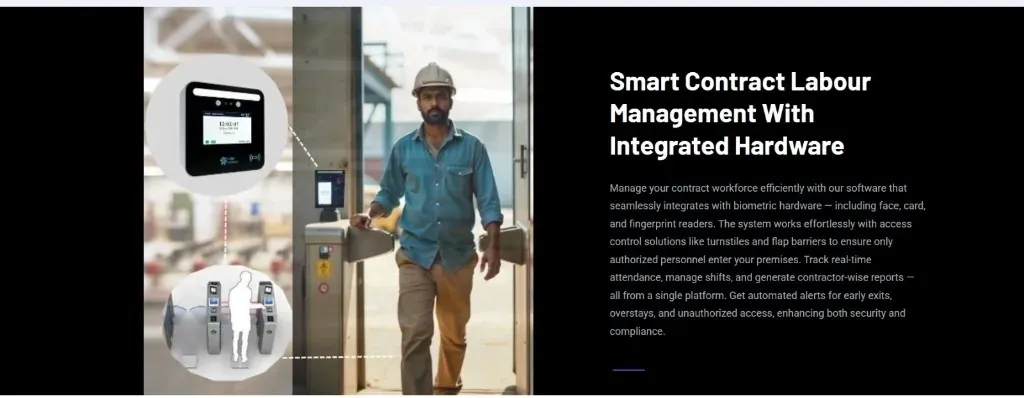 Smart Contract Labour
Management With
Integrated Hardware
Manage your contract workforce efficiently with our software that
seamlessly integrates with biometric hardware — including face, card,
and fingerprint readers. The system works effortlessly with access
control solutions like turnstiles and flap barriers to ensure only
authorized personnel enter your premises. Track real-time
attendance, manage shifts, and generate contractor-wise reports —
all from a single platform. Get automated alerts for early exits,
overstays, and unauthorized access, enhancing both security and
compliance.